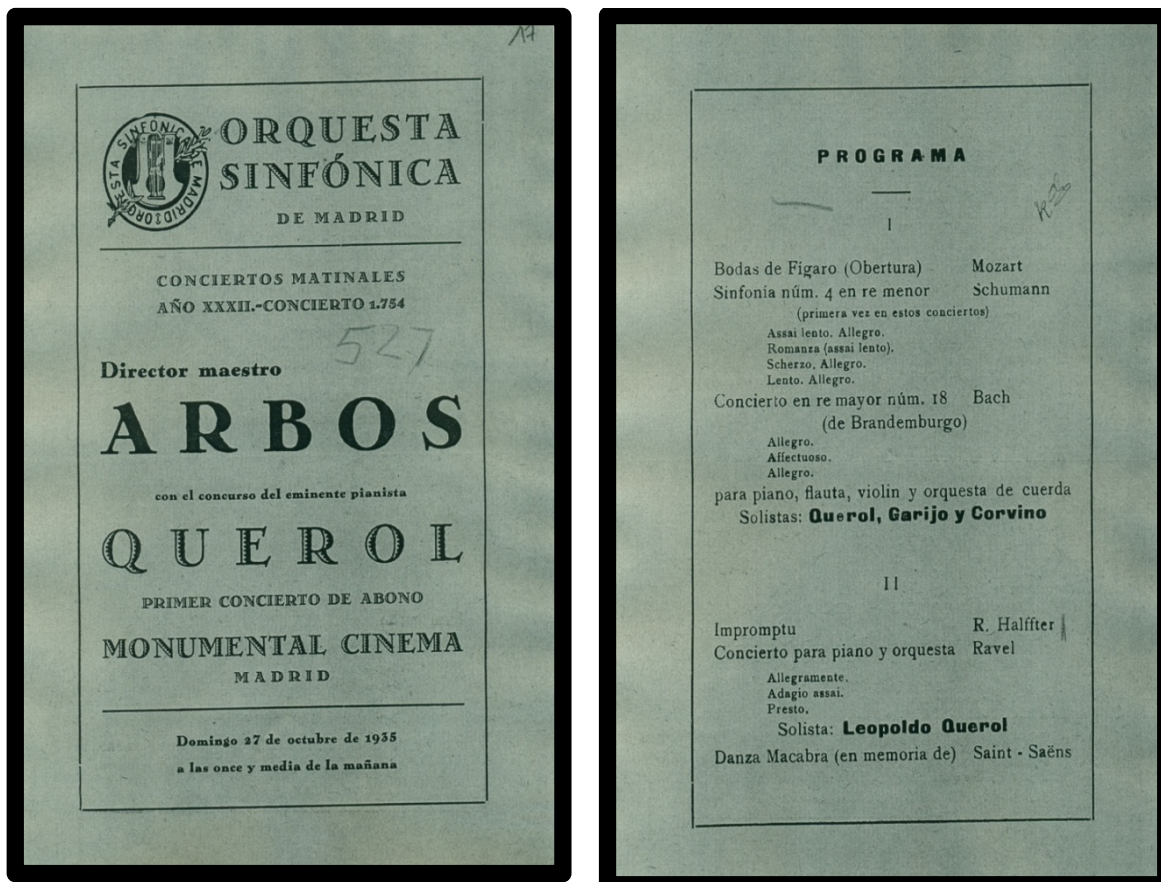 17
ORQUESTA SINFÓNICA DE MADRID
ORQUESTA
SINFÓNICA
DE MADRID
CONCIERTOS MATINALES
AÑO XXXII.-CONCIERTO 1.754
527
Director maestro
ARBOS
con el concurso del eminente pianista
QUEROL
PRIMER CONCIERTO DE ABONO
MONUMENTAL CINEMA
MADRID
Domingo 27 de octubre de 1935
a las once y media de la mañana
PROGRAMA
I
Bodas de Fígaro (Obertura) Mozart
Sinfonía núm. 4 en re menor Schumann
(primera vez en estos conciertos)
Assai lento. Allegro.
Romanza (assai lento).
Scherzo. Allegro.
Lento. Allegro.
Concierto en re mayor núm. 18 Bach
(de Brandemburgo)
Allegro.
Affectuoso.
Allegro.
para piano, flauta, violin y orquesta de cuerda
Solistas: Querol, Garijo y Corvino
II
Impromptu R. Halffter
Concierto para piano y orquesta Ravel
Allegramente.
Adagio assai.
Presto.
Solista: Leopoldo Querol
Danza Macabra (en memoria de) Saint - Saëns